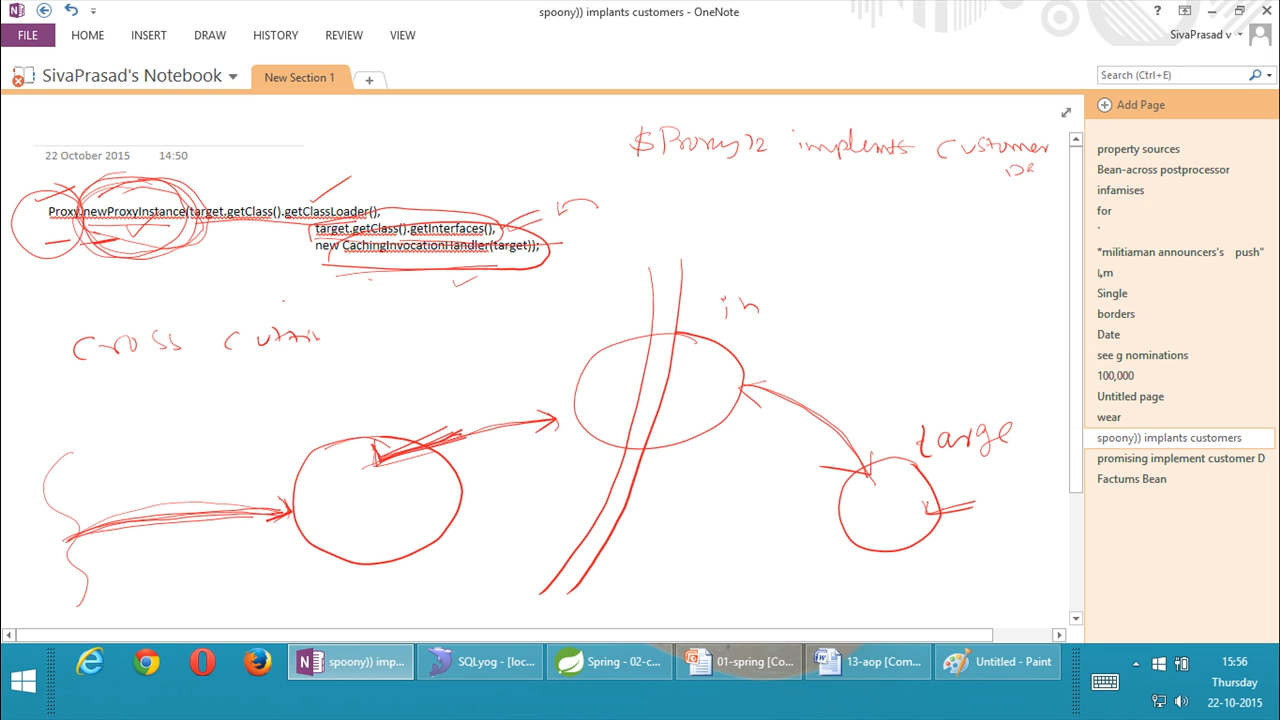 spoony)) implants customers - OneNote
FILE HOME INSERT DRAW HISTORY REVIEW VIEW
SivaPrasad v
SivaPrasad's Notebook
New Section 1
Search (Ctrl+E)
Add Page
22 October 2015 14:50
$Proxy12 implemts Customer
Proxy.newProxyInstance(target.getClass().getClassLoader(),
target.getClass().getInterfaces(),
new CachingInvocationHandler(target));
in
cross
targe
property sources
Bean-across postprocessor
infamises
for
`
*militiaman announcers's push"
l,m
Single
borders
Date
see g nominations
100,000
Untitled page
wear
spoony)) implants customers
promising implement customer D
Factums Bean
spoony)) imp...
SQLyog - [loc...
Spring - 02-c...
01-spring [Co...
13-aop [Com...
Untitled - Paint
15:56
Thursday
22-10-2015